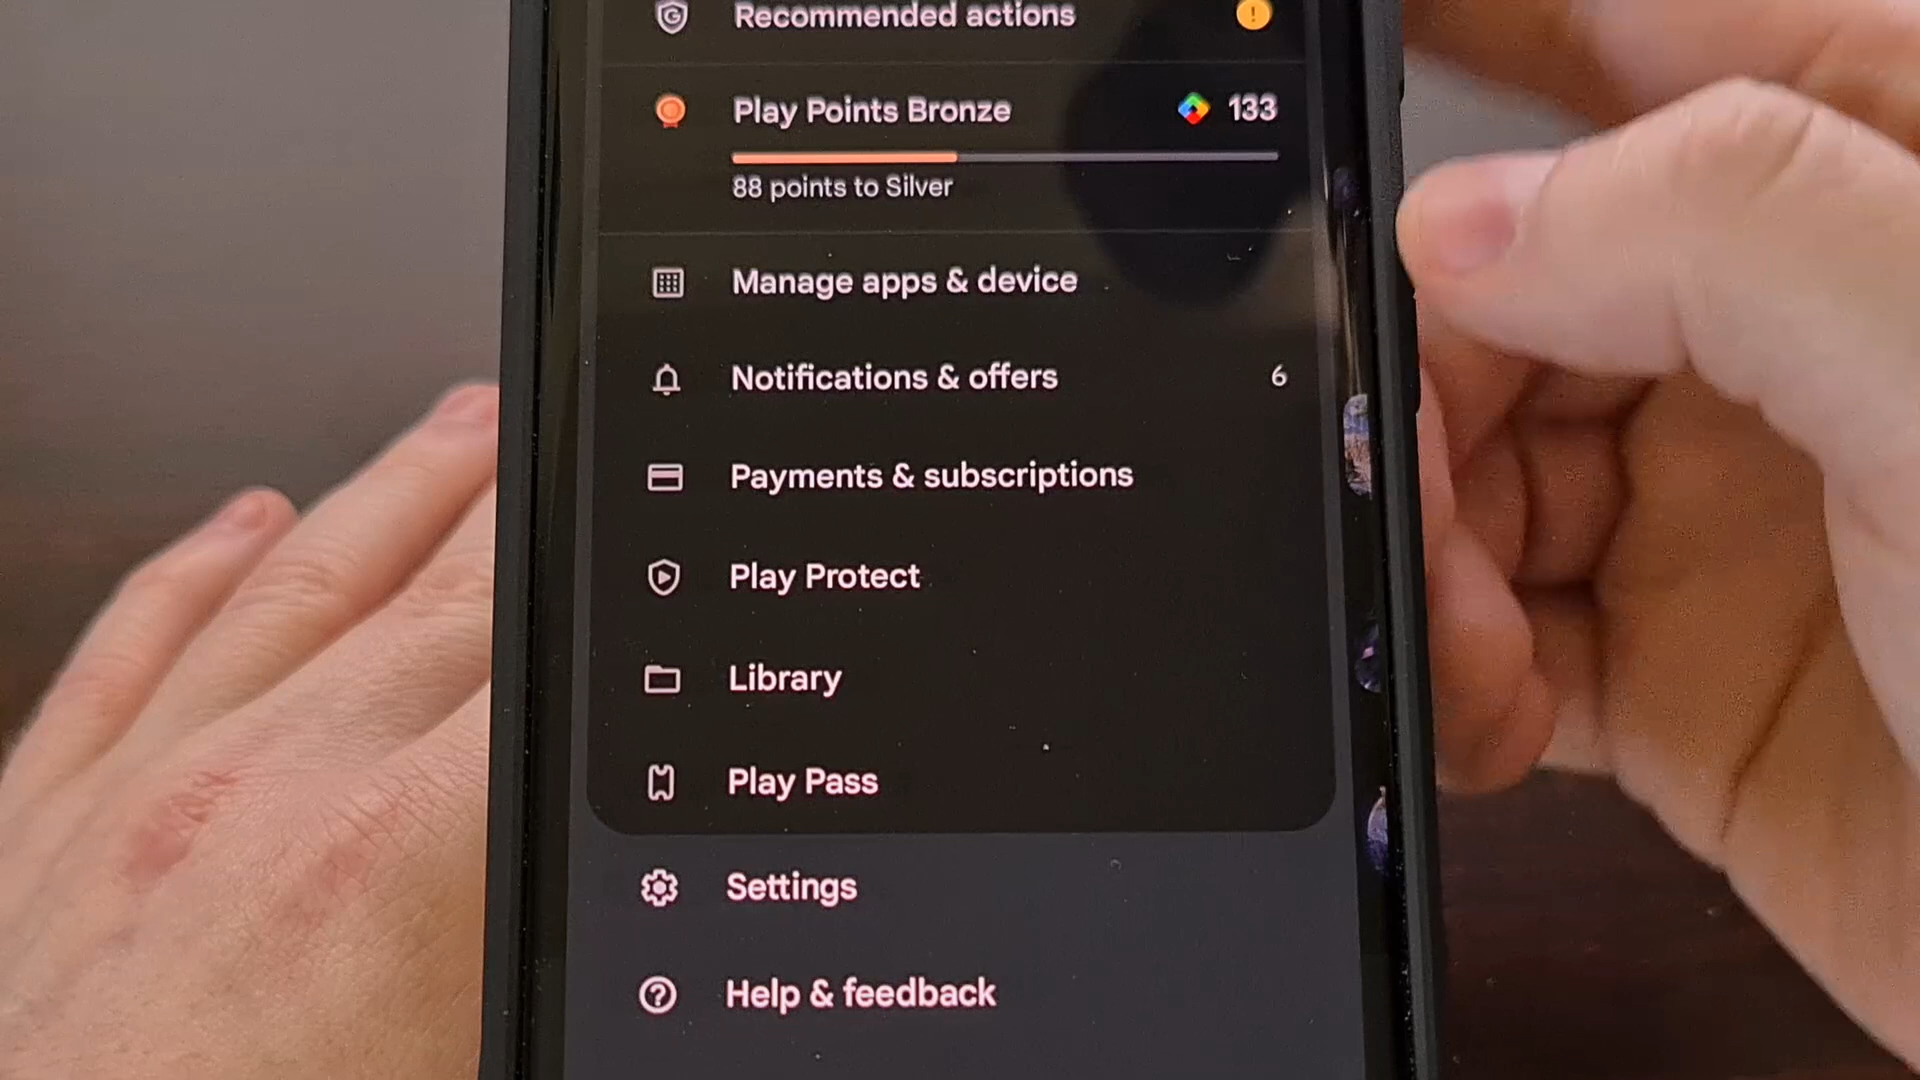 Recommended actions
Play Points Bronze 133
88 points to Silver
Manage apps & device
Notifications & offers 6
Payments & subscriptions
Play Protect
Library
Play Pass
Settings
Help & feedback